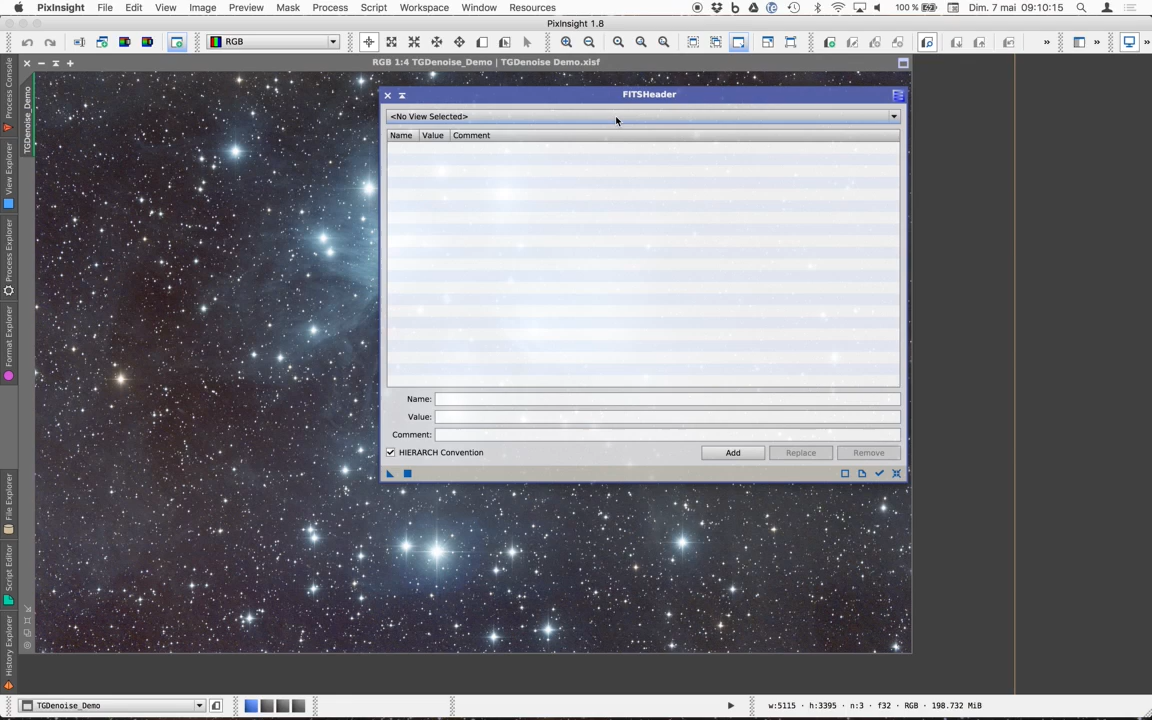 PixInsight File Edit View Image Preview Mask Process Script Workspace Window Resources 100 % Dim. 7 mai 09:10:15
PixInsight 1.8
RGB
RGB 1:4 TGDenoise_Demo | TGDenoise Demo.xisf
Process Console
View Explorer
Process Explorer
Format Explorer
File Explorer
Script Editor
History Explorer
TGDenoise_Demo
FITSHeader
<No View Selected>
Name Value Comment
Name:
Value:
Comment:
HIERARCH Convention Add Replace Remove
TGDenoise_Demo w:5115 · h:3395 · n:3 · f32 · RGB · 198.732 MiB